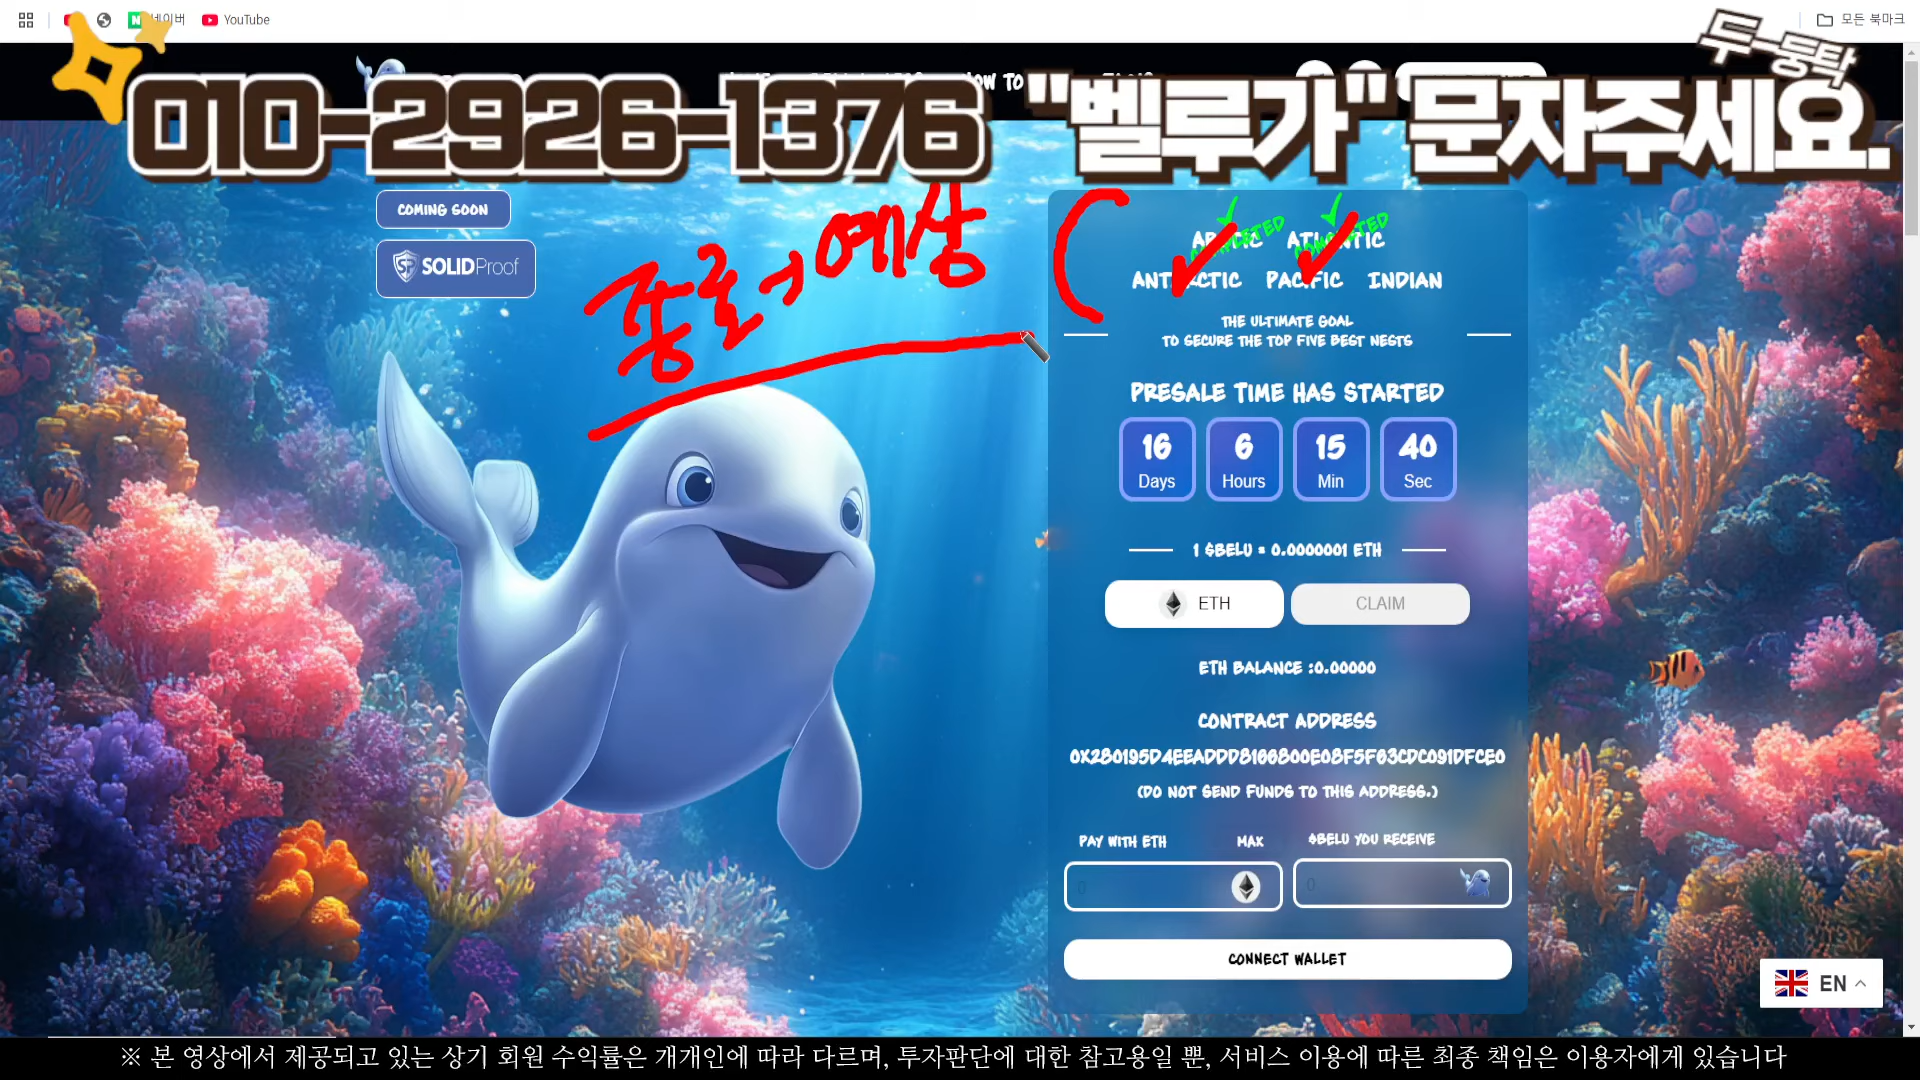 네이버
YouTube
모든 북마크
두-둥탁
010-2926-1376 "벨루가" 문자주세요.
COMING SOON
SOLIDProof
종료→예상
ATLANTIC
ANTARCTIC PACIFIC INDIAN
THE ULTIMATE GOAL
TO SECURE THE TOP FIVE BEST NESTS
PRESALE TIME HAS STARTED
16 6 15 40
Days Hours Min Sec
1 $BELU = 0.0000001 ETH
ETH CLAIM
ETH BALANCE :0.00000
CONTRACT ADDRESS
0X280195D4EEADDD8166800E08F5F63CDC091DFCE0
(DO NOT SEND FUNDS TO THIS ADDRESS.)
PAY WITH ETH MAX $BELU YOU RECEIVE
0 0
CONNECT WALLET
EN
※ 본 영상에서 제공되고 있는 상기 회원 수익률은 개개인에 따라 다르며, 투자판단에 대한 참고용일 뿐, 서비스 이용에 따른 최종 책임은 이용자에게 있습니다